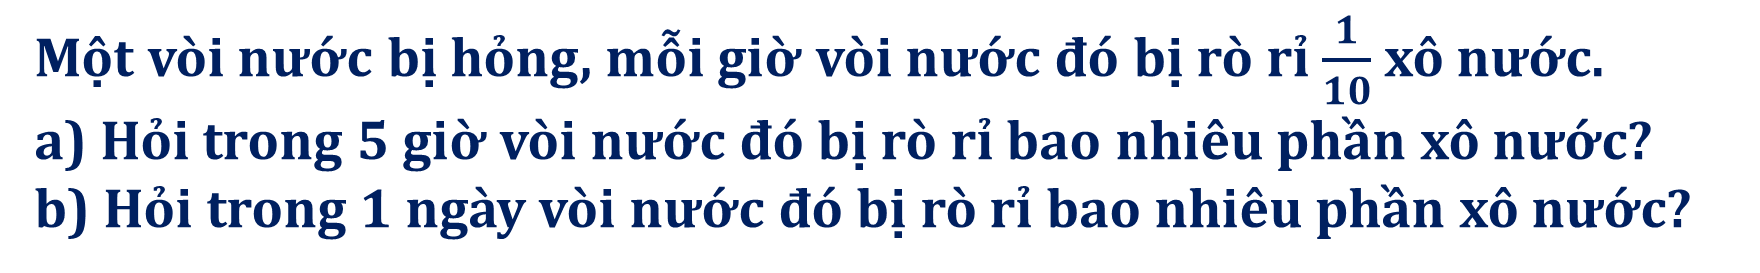 Một vòi nước bị hỏng, mỗi giờ vòi nước đó bị rò rỉ 1/10 xô nước.
a) Hỏi trong 5 giờ vòi nước đó bị rò rỉ bao nhiêu phần xô nước?
b) Hỏi trong 1 ngày vòi nước đó bị rò rỉ bao nhiêu phần xô nước?